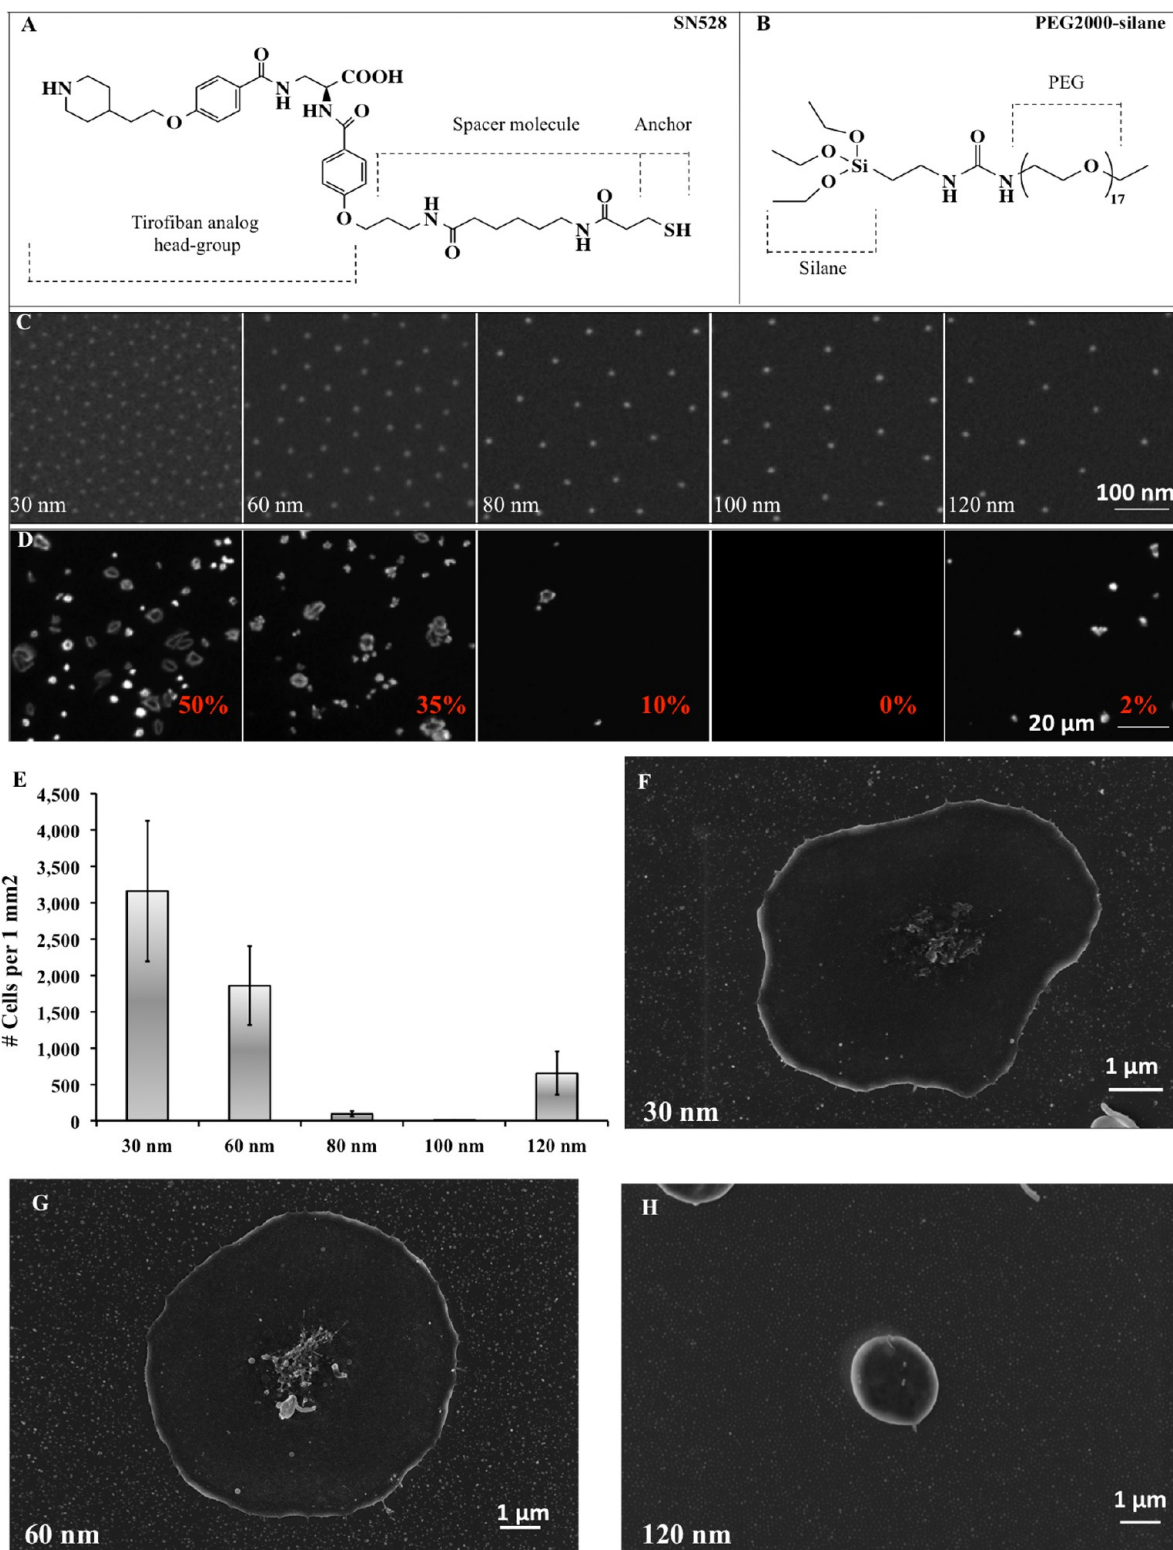 A
SN528
B
PEG2000-silane
O
HN
N
H
COOH
O
HN
O
PEG
Spacer molecule
Anchor
O
O
O
Si
O
N
H
N
H
O
17
Tirofiban analog
head-group
O
H
N
O
N
H
O
SH
Silane
C
30 nm
60 nm
80 nm
100 nm
120 nm
100 nm
D
50%
35%
10%
0%
2%
20 µm
E
# Cells per 1 mm2
4,500
4,000
3,500
3,000
2,500
2,000
1,500
1,000
500
0
30 nm
60 nm
80 nm
100 nm
120 nm
F
1 µm
30 nm
G
1 µm
60 nm
H
1 µm
120 nm